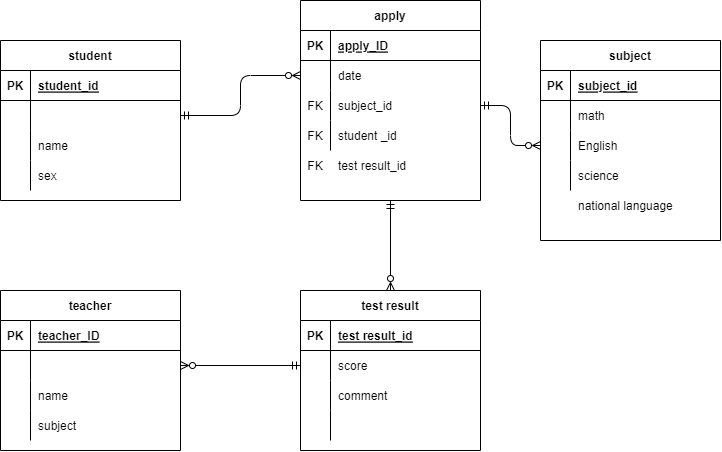 student
PK student_id
name
sex
apply
PK apply_ID
date
FK subject_id
FK student _id
FK test result_id
subject
PK subject_id
math
English
science
national language
teacher
PK teacher_ID
name
subject
test result
PK test result_id
score
comment